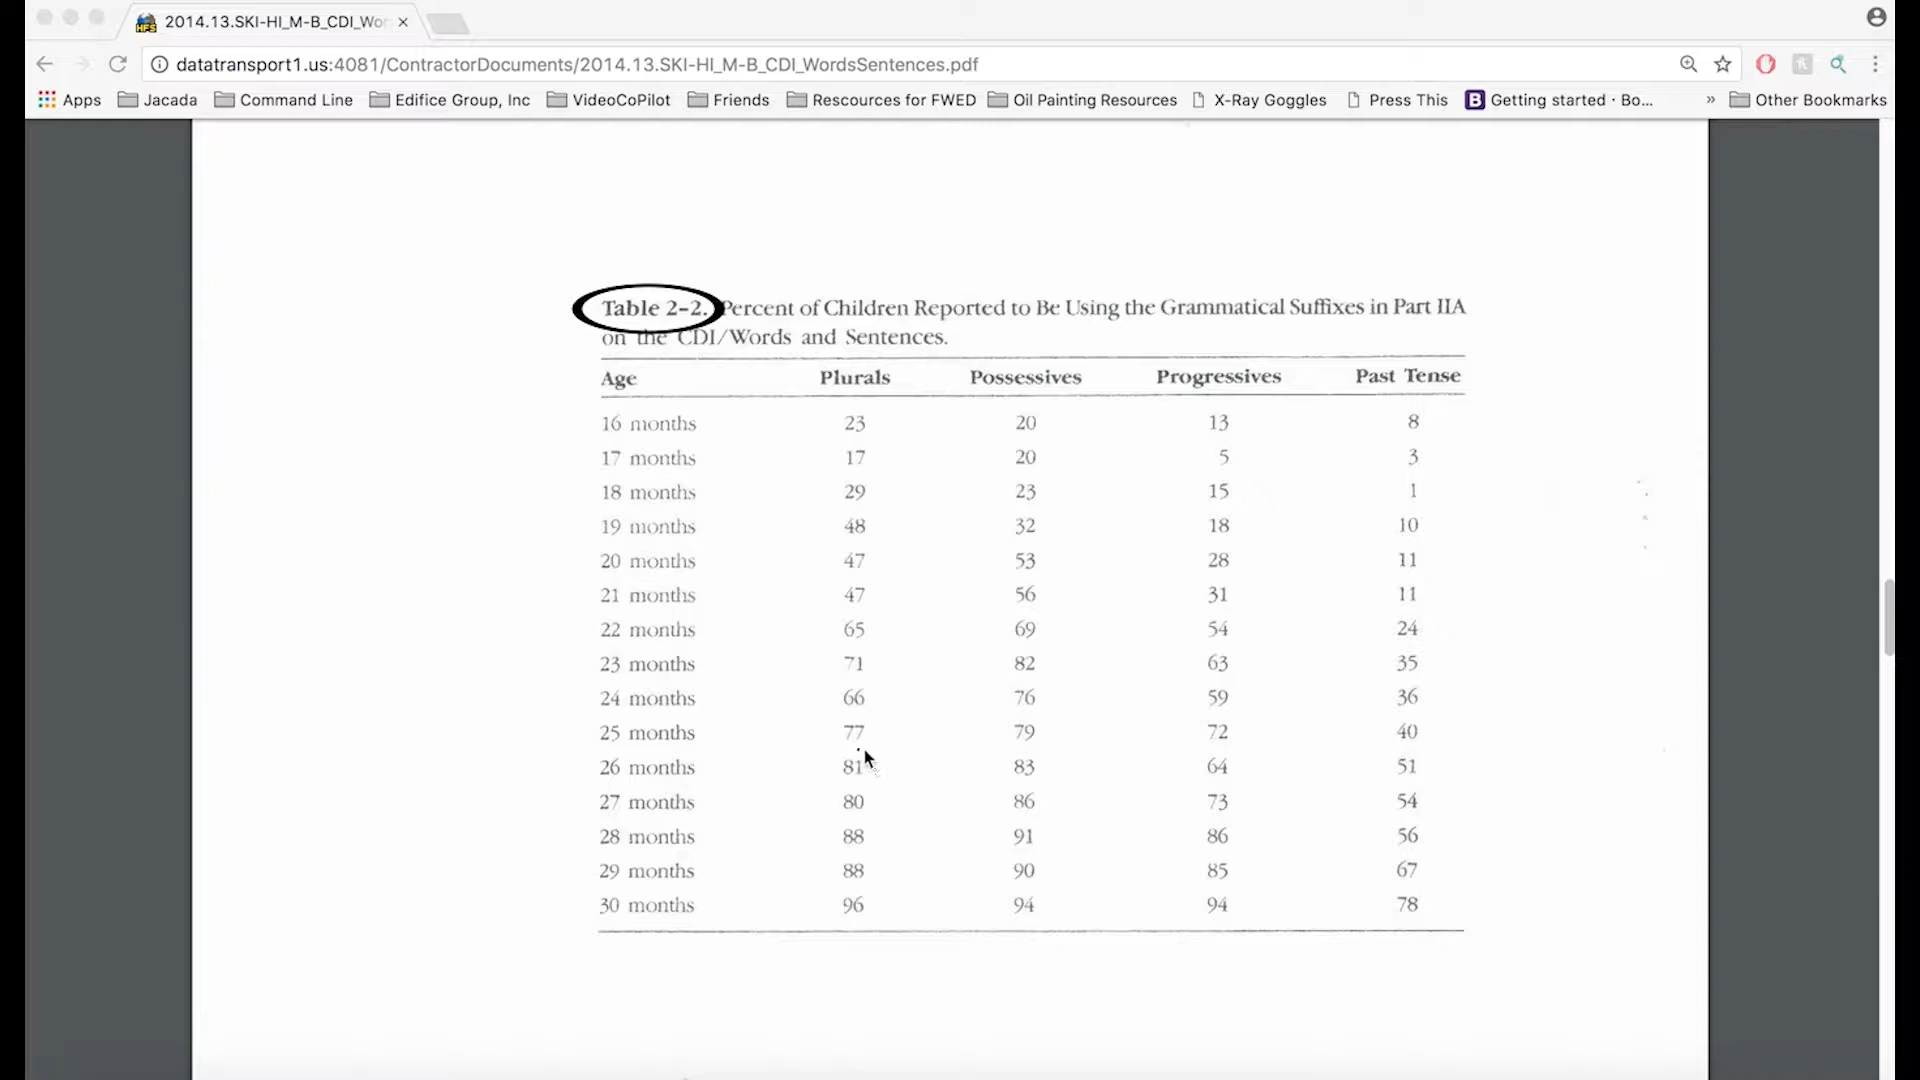 2014.13.SKI-HI_M-B_CDI_Wor
datatransport1.us:4081/ContractorDocuments/2014.13.SKI-HI_M-B_CDI_WordsSentences.pdf
Apps Jacada Command Line Edifice Group, Inc VideoCoPilot Friends Rescources for FWED Oil Painting Resources X-Ray Goggles Press This B Getting started · Bo... » Other Bookmarks
Table 2-2. Percent of Children Reported to Be Using the Grammatical Suffixes in Part IIA
on the CDI/Words and Sentences.
Age Plurals Possessives Progressives Past Tense
16 months 23 20 13 8
17 months 17 20 5 3
18 months 29 23 15 1
19 months 48 32 18 10
20 months 47 53 28 11
21 months 47 56 31 11
22 months 65 69 54 24
23 months 71 82 63 35
24 months 66 76 59 36
25 months 77 79 72 40
26 months 81 83 64 51
27 months 80 86 73 54
28 months 88 91 86 56
29 months 88 90 85 67
30 months 96 94 94 78